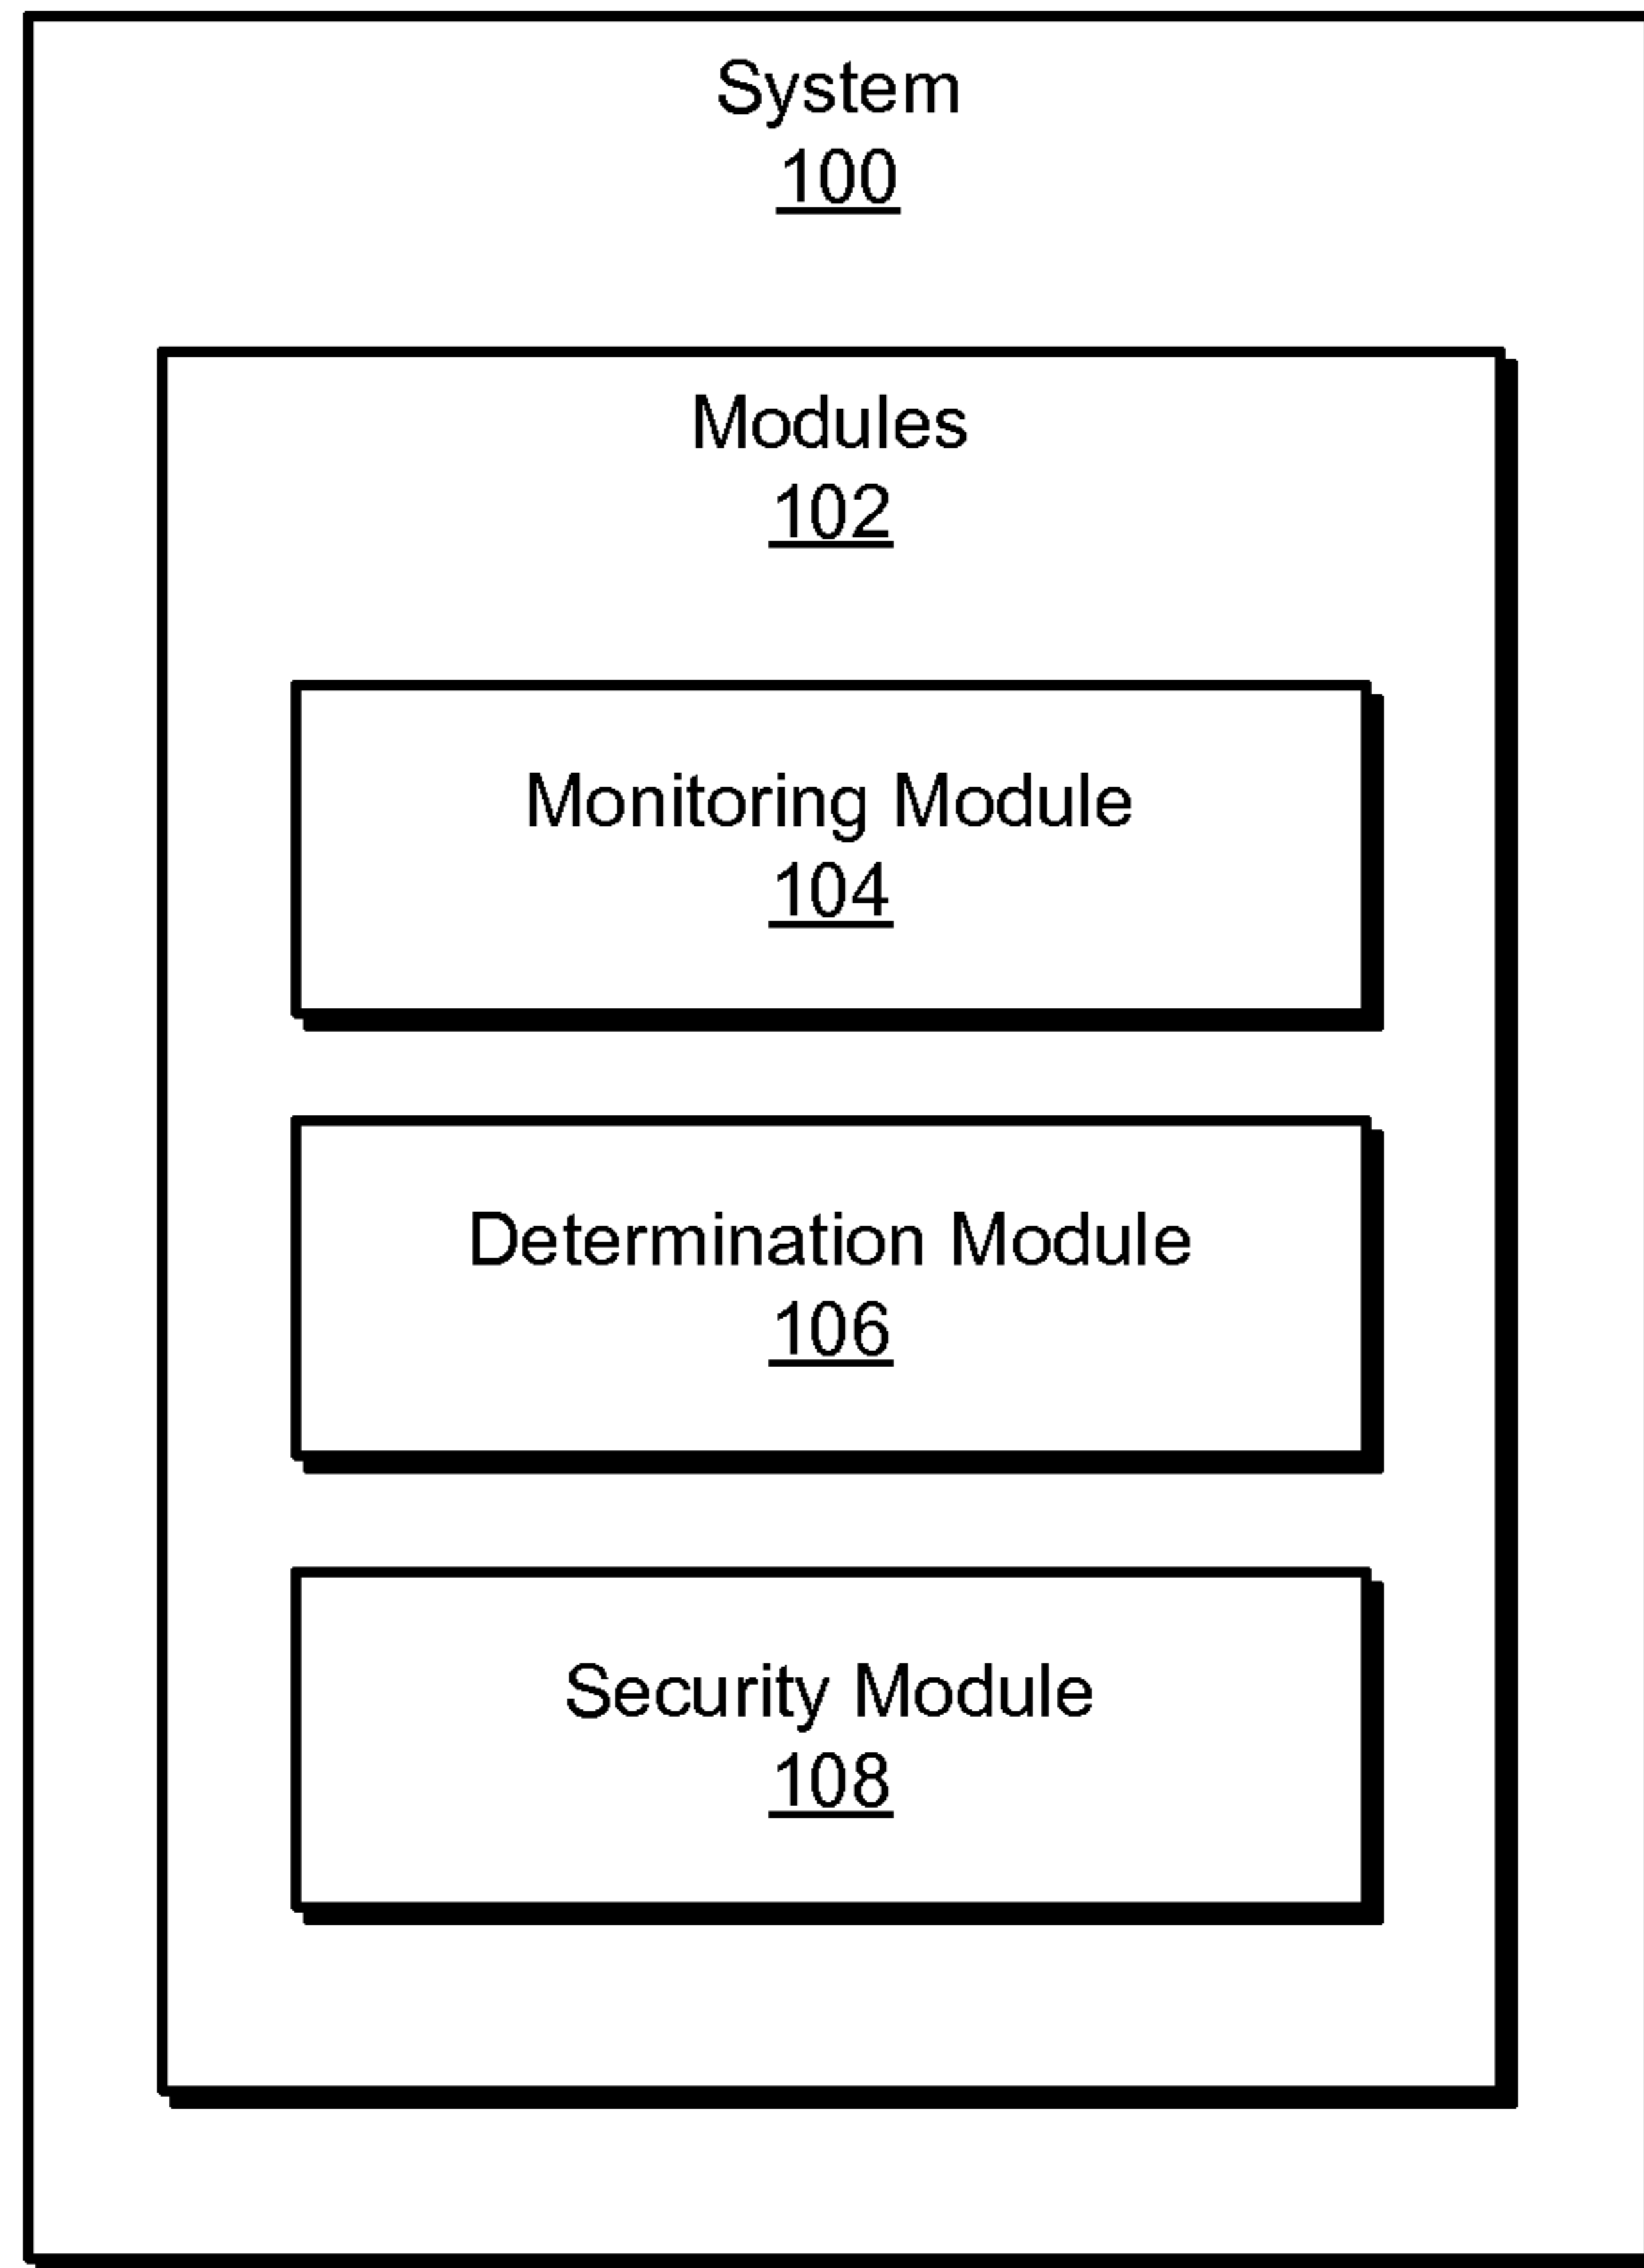 System
100
Modules
102
Monitoring Module
104
Determination Module
106
Security Module
108